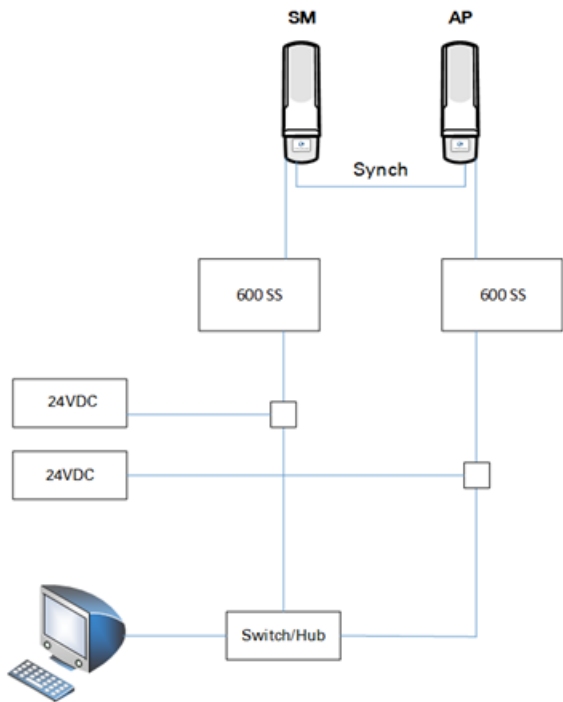 SM
AP
Synch
600 SS
600 SS
24VDC
24VDC
Switch/Hub